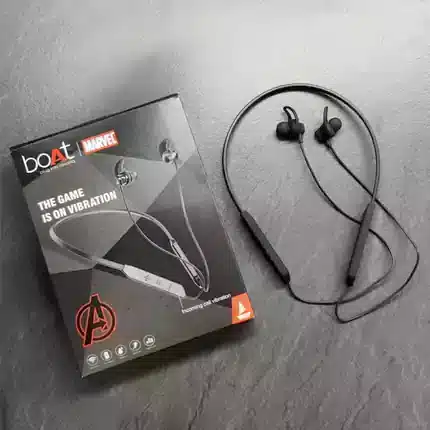 boAt | MARVEL
THE GAME
IS ON VIBRATION
Incoming call vibration